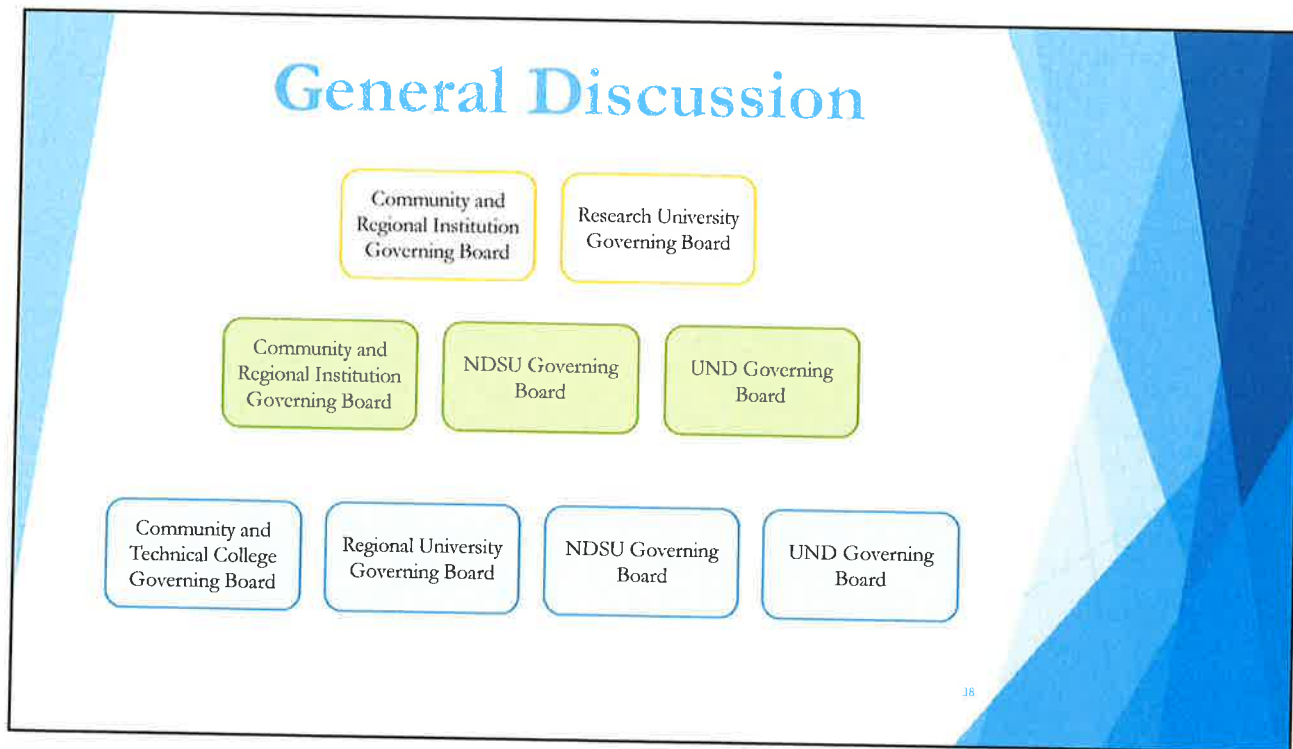 General Discussion
Community and
Regional Institution
Governing Board
Research University
Governing Board
Community and
Regional Institution
Governing Board
NDSU Governing
Board
UND Governing
Board
Community and
Technical College
Governing Board
Regional University
Governing Board
NDSU Governing
Board
UND Governing
Board
18